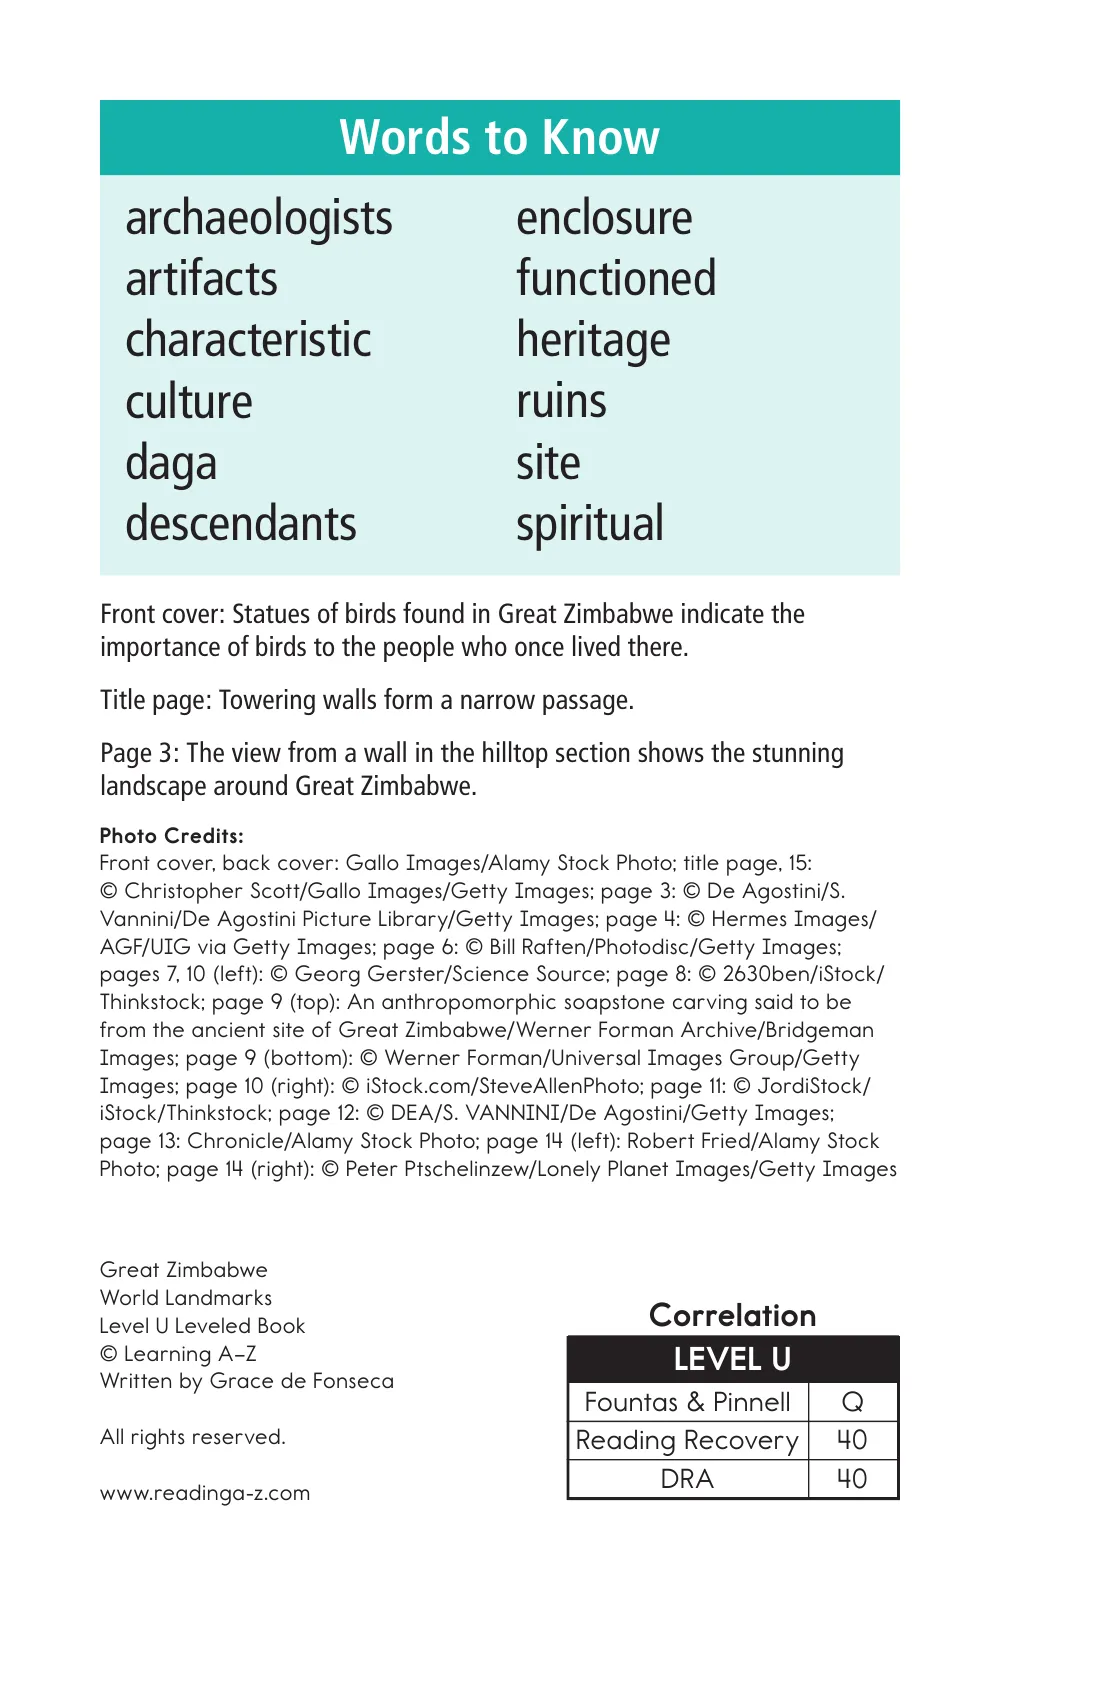 Words to Know
archaeologists
artifacts
characteristic
culture
daga
descendants
enclosure
functioned
heritage
ruins
site
spiritual
Front cover: Statues of birds found in Great Zimbabwe indicate the
importance of birds to the people who once lived there.
Title page: Towering walls form a narrow passage.
Page 3: The view from a wall in the hilltop section shows the stunning
landscape around Great Zimbabwe.
Photo Credits:
Front cover, back cover: Gallo Images/Alamy Stock Photo; title page, 15:
© Christopher Scott/Gallo Images/Getty Images; page 3: © De Agostini/S.
Vannini/De Agostini Picture Library/Getty Images; page 4: © Hermes Images/
AGF/UIG via Getty Images; page 6: © Bill Raften/Photodisc/Getty Images;
pages 7, 10 (left): © Georg Gerster/Science Source; page 8: © 2630ben/iStock/
Thinkstock; page 9 (top): An anthropomorphic soapstone carving said to be
from the ancient site of Great Zimbabwe/Werner Forman Archive/Bridgeman
Images; page 9 (bottom): © Werner Forman/Universal Images Group/Getty
Images; page 10 (right): © iStock.com/SteveAllenPhoto; page 11: © JordiStock/
iStock/Thinkstock; page 12: © DEA/S. VANNINI/De Agostini/Getty Images;
page 13: Chronicle/Alamy Stock Photo; page 14 (left): Robert Fried/Alamy Stock
Photo; page 14 (right): © Peter Ptschelinzew/Lonely Planet Images/Getty Images
Great Zimbabwe
World Landmarks
Level U Leveled Book
© Learning A–Z
Written by Grace de Fonseca
All rights reserved.
www.readinga-z.com
Correlation
LEVEL U
Fountas & Pinnell Q
Reading Recovery 40
DRA 40